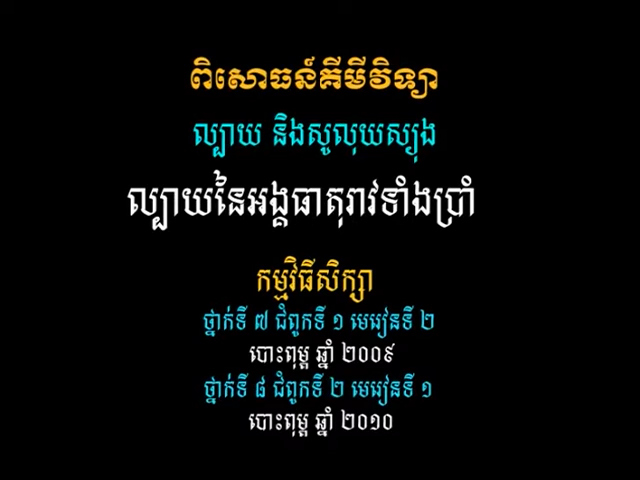 ពិសោធន៍គីមីវិទ្យា
ល្បាយ និងសូលុយស្យុង
ល្បាយនៃអង្គធាតុរាវទាំងប្រាំ
កម្មវិធីសិក្សា
ថ្នាក់ទី ៧ ជំពូកទី ១ មេរៀនទី ២
បោះពុម្ព ឆ្នាំ ២០០៩
ថ្នាក់ទី ៨ ជំពូកទី ២ មេរៀនទី ១
បោះពុម្ព ឆ្នាំ ២០១០